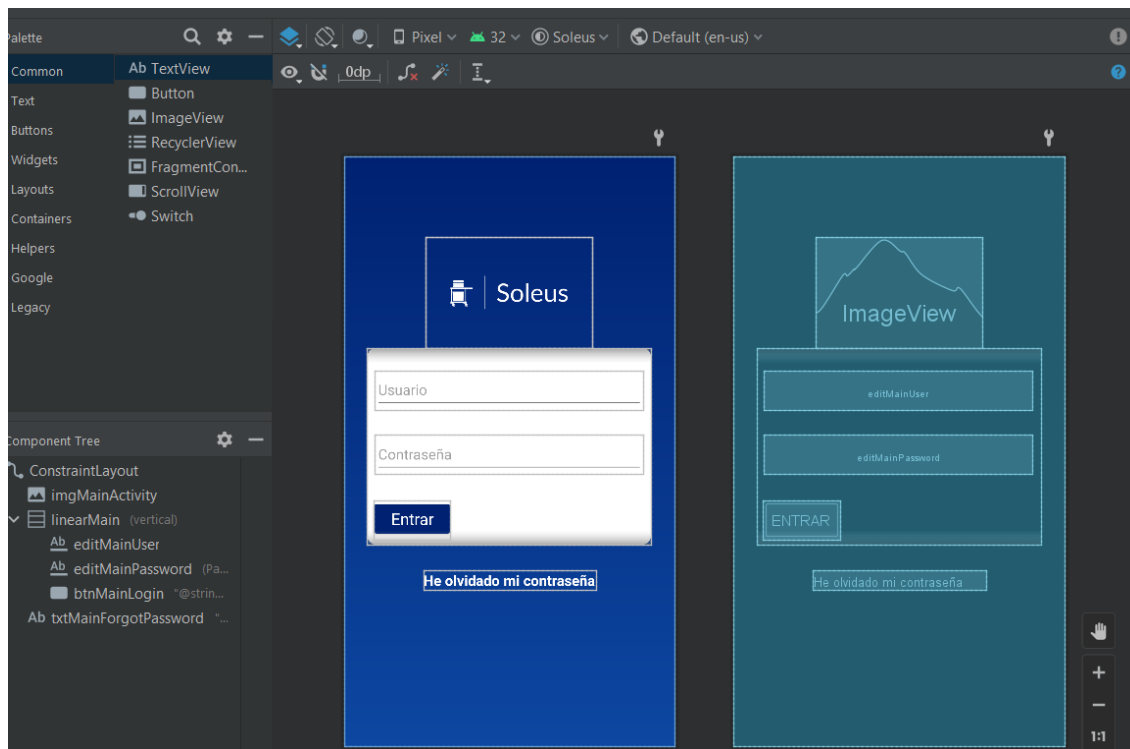 Palette
Pixel
32
Soleus
Default (en-us)
Common
Ab TextView
0dp
Text
Button
Buttons
ImageView
Widgets
RecyclerView
Layouts
FragmentCon...
Containers
ScrollView
Helpers
Switch
Google
Legacy
Soleus
ImageView
Usuario
editMainUser
Contraseña
editMainPassword
Entrar
ENTRAR
He olvidado mi contraseña
He olvidado mi contraseña
Component Tree
ConstraintLayout
imgMainActivity
linearMain (vertical)
Ab editMainUser
Ab editMainPassword (Pa...
btnMainLogin "@strin...
Ab txtMainForgotPassword "...
1:1